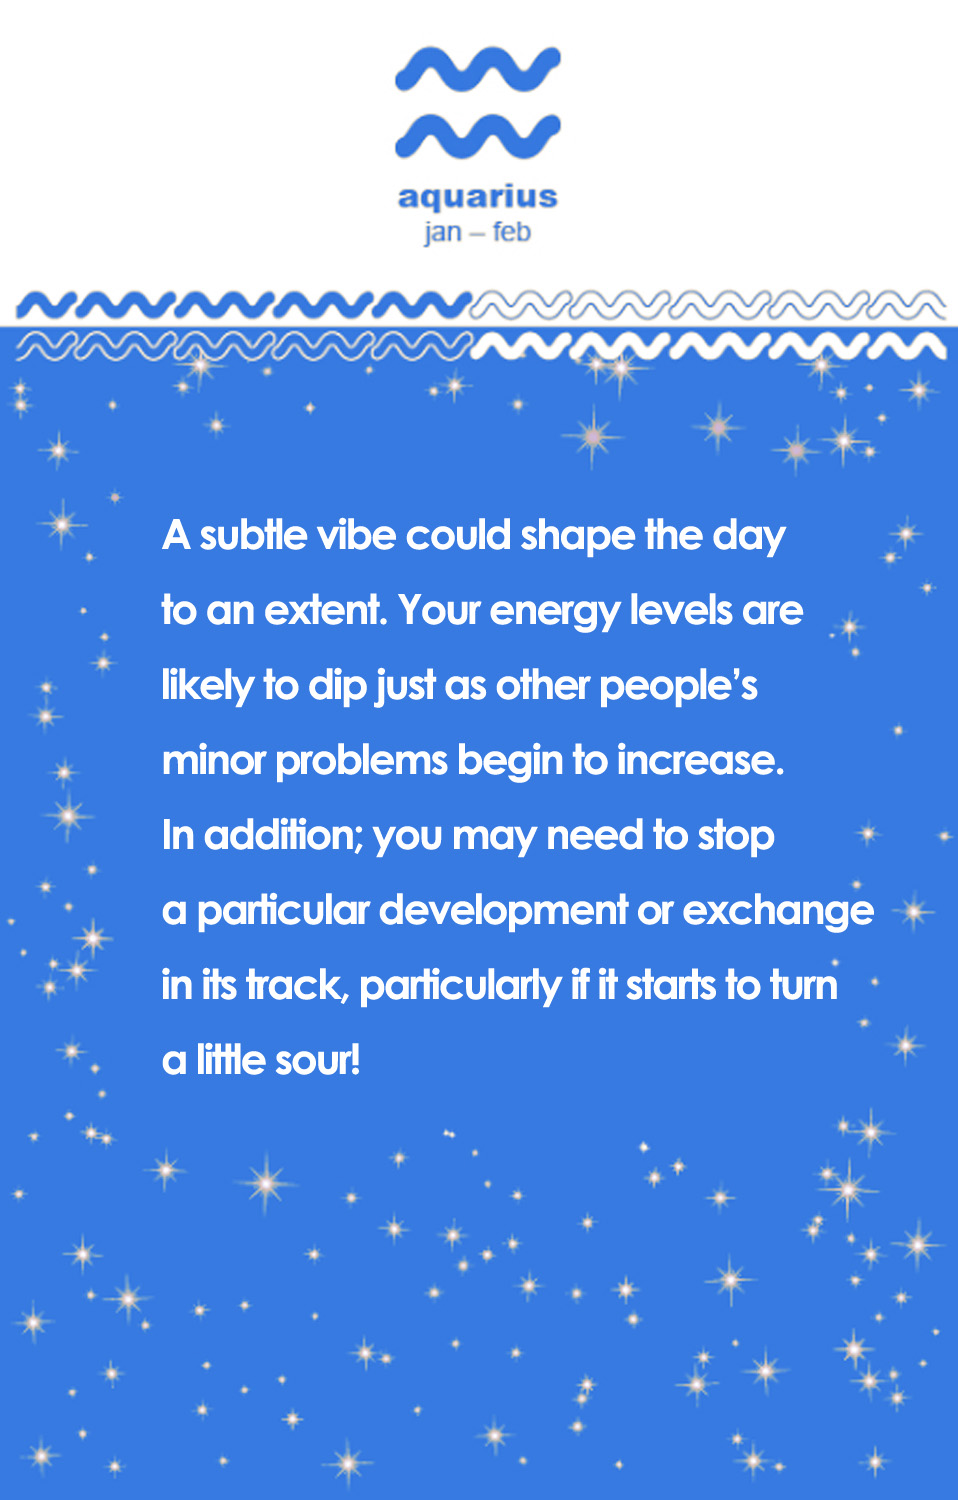 aquarius
jan – feb
A subtle vibe could shape the day
to an extent. Your energy levels are
likely to dip just as other people’s
minor problems begin to increase.
In addition; you may need to stop
a particular development or exchange
in its track, particularly if it starts to turn
a little sour!